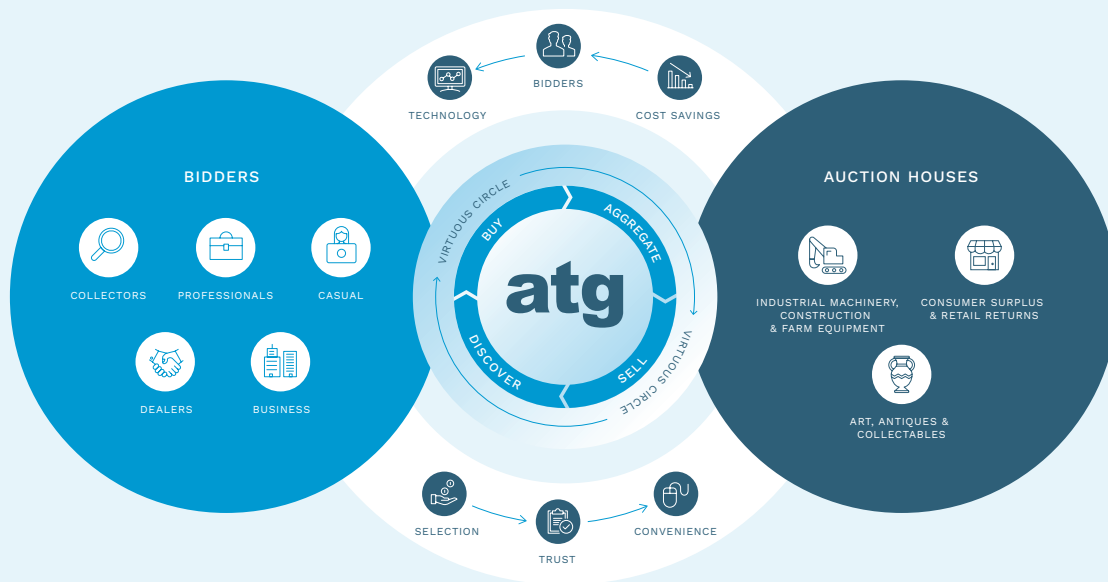 BIDDERS
TECHNOLOGY
COST SAVINGS
BIDDERS
COLLECTORS
PROFESSIONALS
CASUAL
DEALERS
BUSINESS
VIRTUOUS CIRCLE
BUY
AGGREGATE
atg
DISCOVER
SELL
VIRTUOUS CIRCLE
AUCTION HOUSES
INDUSTRIAL MACHINERY,
CONSTRUCTION
& FARM EQUIPMENT
CONSUMER SURPLUS
& RETAIL RETURNS
ART, ANTIQUES &
COLLECTABLES
SELECTION
TRUST
CONVENIENCE